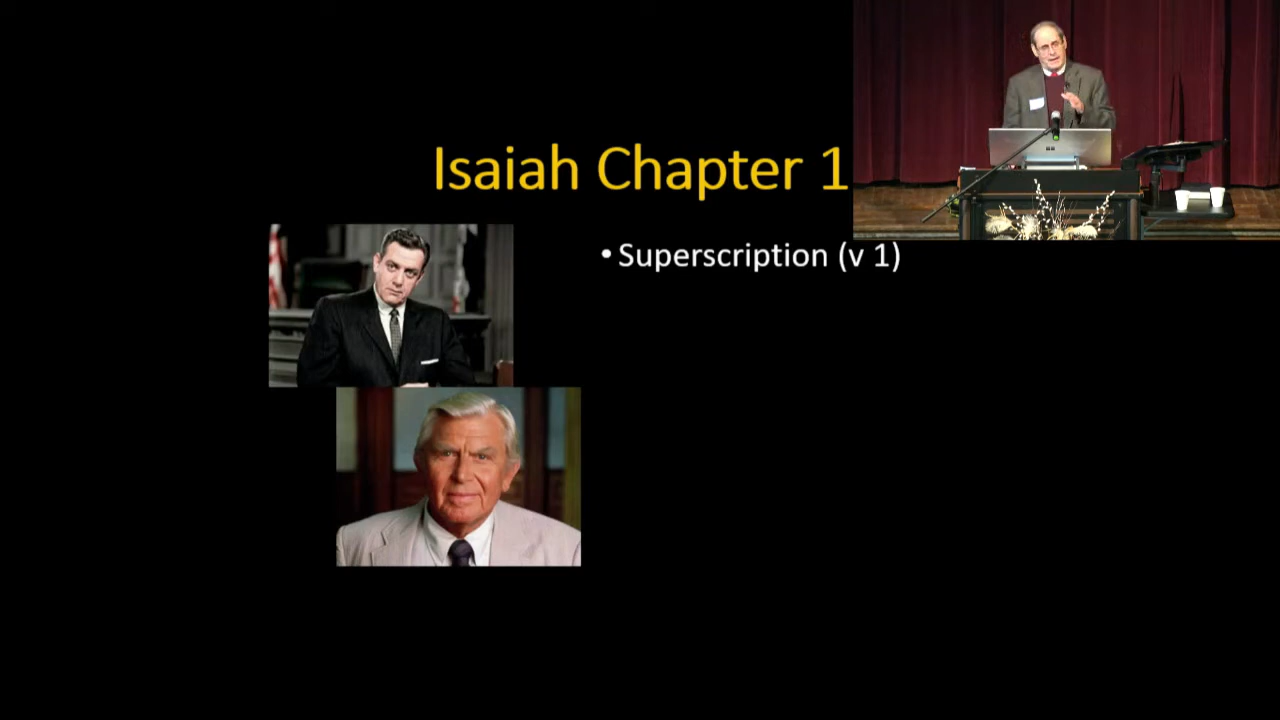 Isaiah Chapter 1
• Superscription (v 1)